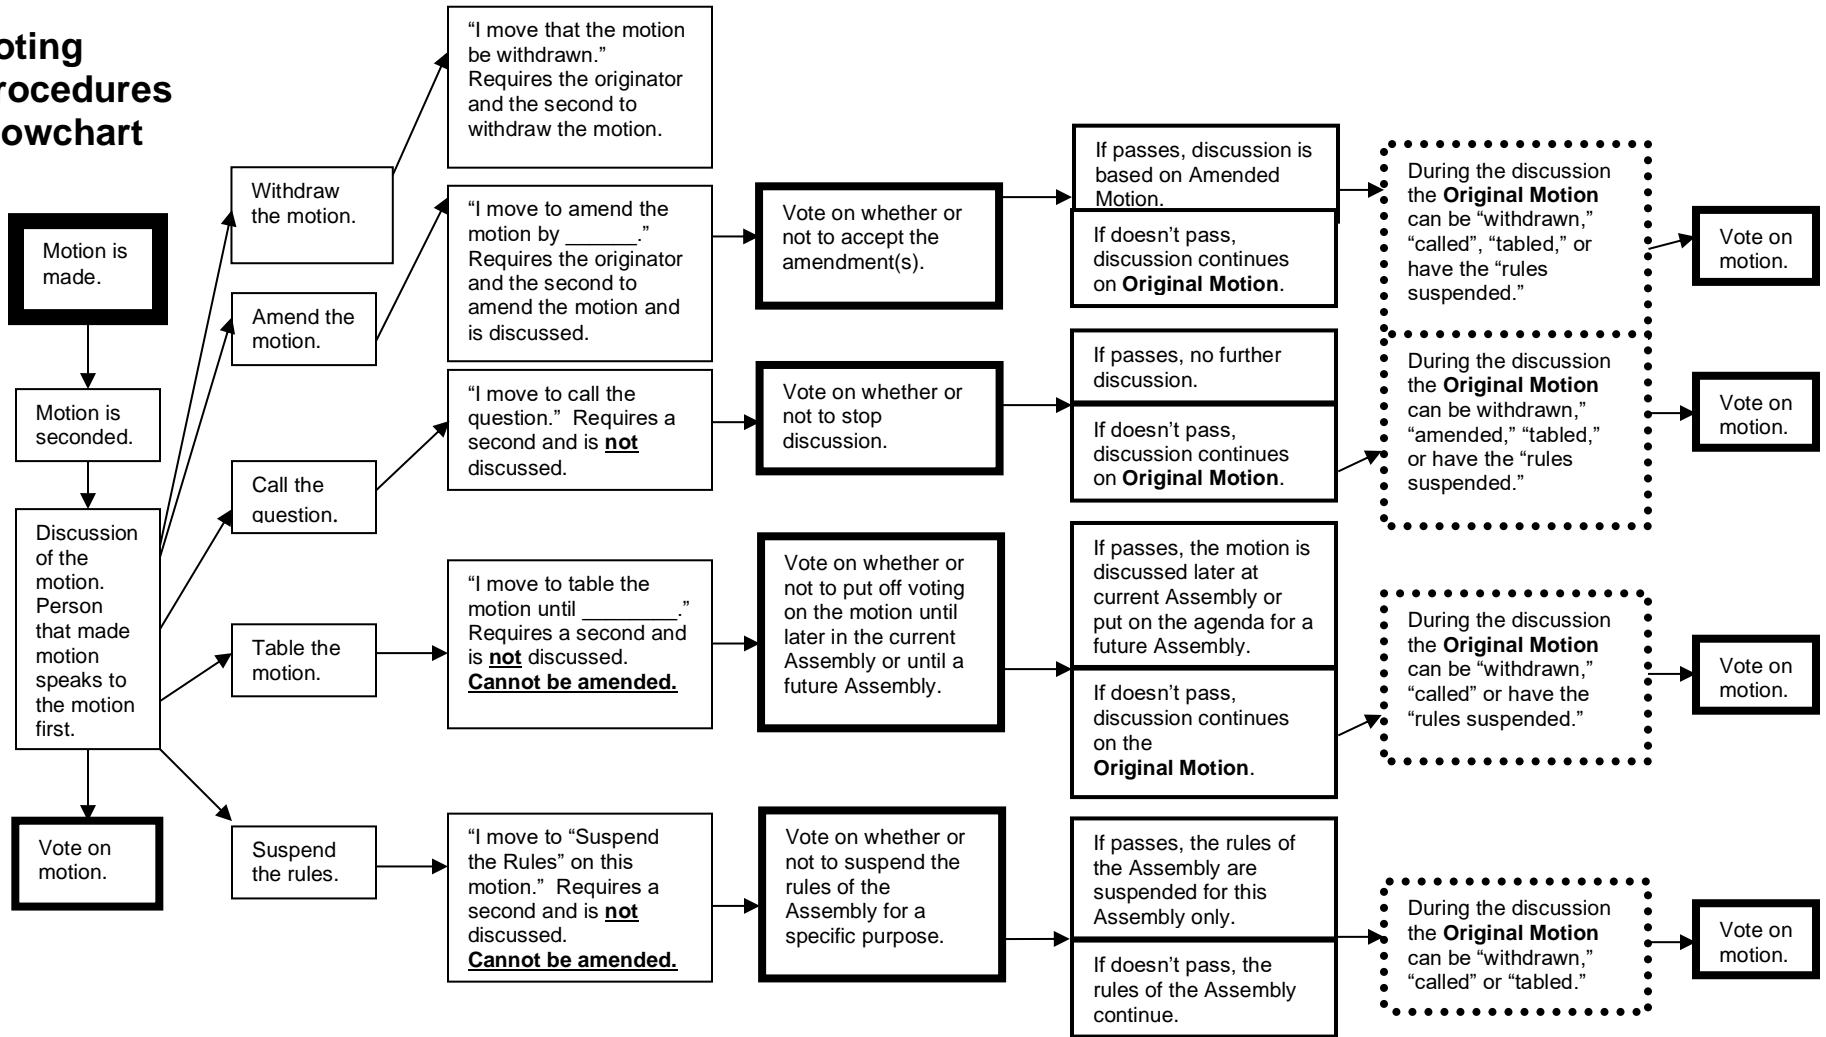 oting
rocedures
owchart
Motion is
made.
Motion is
seconded.
Discussion
of the
motion.
Person
that made
motion
speaks to
the motion
first.
Vote on
motion.
Withdraw
the motion.
Amend the
motion.
Call the
question.
Table the
motion.
Suspend
the rules.
“I move that the motion
be withdrawn.”
Requires the originator
and the second to
withdraw the motion.
“I move to amend the
motion by ______.”
Requires the originator
and the second to
amend the motion and
is discussed.
“I move to call the
question.” Requires a
second and is not
discussed.
“I move to table the
motion until ________.”
Requires a second and
is not discussed.
Cannot be amended.
“I move to “Suspend
the Rules” on this
motion.” Requires a
second and is not
discussed.
Cannot be amended.
Vote on whether or
not to accept the
amendment(s).
Vote on whether or
not to stop
discussion.
Vote on whether or
not to put off voting
on the motion until
later in the current
Assembly or until a
future Assembly.
Vote on whether or
not to suspend the
rules of the
Assembly for a
specific purpose.
If passes, discussion is
based on Amended
Motion.
If doesn’t pass,
discussion continues
on Original Motion.
If passes, no further
discussion.
If doesn’t pass,
discussion continues
on Original Motion.
If passes, the motion is
discussed later at
current Assembly or
put on the agenda for a
future Assembly.
If doesn’t pass,
discussion continues
on the
Original Motion.
If passes, the rules of
the Assembly are
suspended for this
Assembly only.
If doesn’t pass, the
rules of the Assembly
continue.
During the discussion
the Original Motion
can be “withdrawn,”
“called”, “tabled,” or
have the “rules
suspended.”
During the discussion
the Original Motion
can be withdrawn,”
“amended,” “tabled,”
or have the “rules
suspended.”
During the discussion
the Original Motion
can be “withdrawn,”
“called” or have the
“rules suspended.”
During the discussion
the Original Motion
can be “withdrawn,”
“called” or “tabled.”
Vote on
motion.
Vote on
motion.
Vote on
motion.
Vote on
motion.